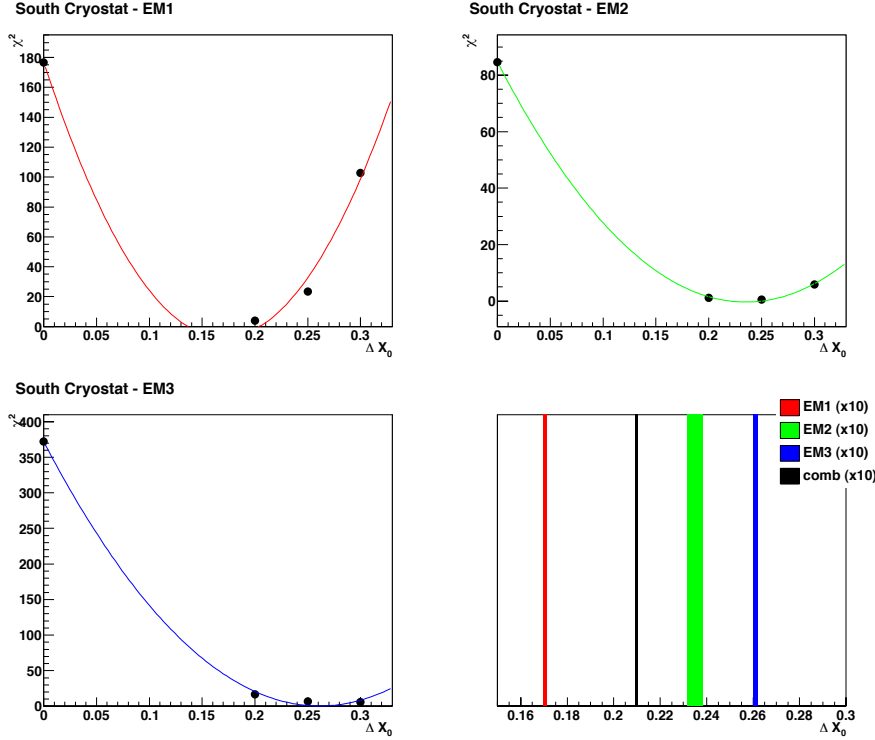 South Cryostat - EM1
χ²
180
160
140
120
100
80
60
40
20
0
0 0.05 0.1 0.15 0.2 0.25 0.3
Δ X₀
South Cryostat - EM2
χ²
80
60
40
20
0
0 0.05 0.1 0.15 0.2 0.25 0.3
Δ X₀
South Cryostat - EM3
χ²
400
350
300
250
200
150
100
50
0
0 0.05 0.1 0.15 0.2 0.25 0.3
Δ X₀
EM1 (x10)
EM2 (x10)
EM3 (x10)
comb (x10)
0.16 0.18 0.2 0.22 0.24 0.26 0.28 0.3
Δ X₀